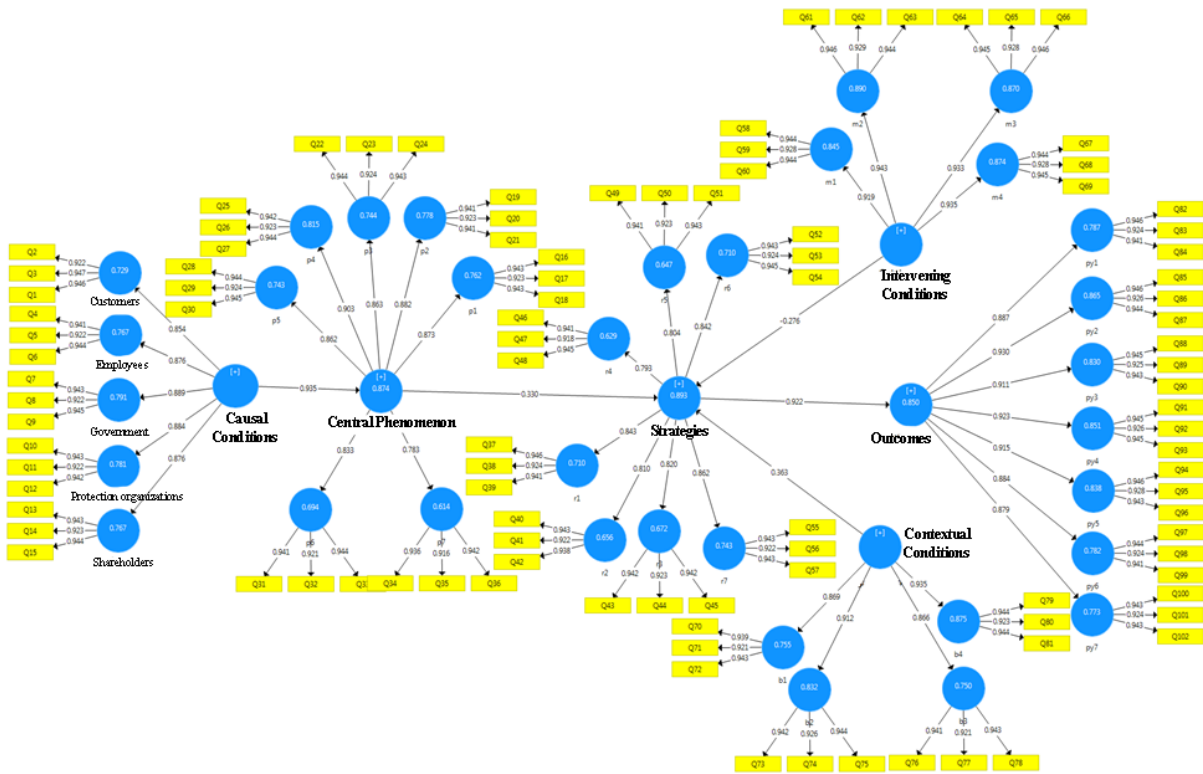 Q2
Q3
Q1
0.922
0.947
0.946
0.729
Customers
Q4
Q5
Q6
0.941
0.922
0.944
0.767
Employees
Q7
Q8
Q9
0.943
0.922
0.945
0.791
Government
Q10
Q11
Q12
0.943
0.922
0.942
0.781
Protection organizations
Q13
Q14
Q15
0.943
0.923
0.944
0.767
Shareholders
0.854
0.876
0.889
0.884
0.876
[+]
Causal
Conditions
0.935
Q22
Q23
Q24
0.944
0.924
0.943
0.744
p3
Q25
Q26
Q27
0.942
0.923
0.944
0.815
p4
Q28
Q29
Q30
0.944
0.924
0.945
0.743
p5
Q19
Q20
Q21
0.941
0.923
0.941
0.778
p2
Q16
Q17
Q18
0.943
0.923
0.943
0.762
p1
0.903
0.863
0.882
0.873
0.862
[+]
0.874
Central Phenomenon
0.833
0.783
0.694
p6
0.941
0.921
0.944
Q31
Q32
Q33
0.614
p7
0.936
0.916
0.942
Q34
Q35
Q36
0.330
Q49
Q50
Q51
0.941
0.923
0.943
0.647
r5
Q52
Q53
Q54
0.943
0.924
0.945
0.710
r6
Q46
Q47
Q48
0.941
0.918
0.945
0.629
r4
0.804
0.842
0.793
[+]
0.893
Strategies
0.843
0.810
0.820
0.862
Q37
Q38
Q39
0.946
0.924
0.941
0.710
r1
Q40
Q41
Q42
0.943
0.922
0.938
0.656
r2
0.672
r3
0.942
0.923
0.942
Q43
Q44
Q45
Q55
Q56
Q57
0.943
0.922
0.943
0.743
r7
Q61
Q62
Q63
0.946
0.929
0.944
0.890
m2
Q64
Q65
Q66
0.945
0.928
0.946
0.870
m3
Q58
Q59
Q60
0.944
0.928
0.944
0.845
m1
Q67
Q68
Q69
0.944
0.928
0.945
0.874
m4
0.943
0.933
0.919
0.935
[+]
Intervening
Conditions
-0.276
0.922
0.363
[+]
Contextual
Conditions
0.869
0.912
0.866
0.935
Q70
Q71
Q72
0.939
0.921
0.943
0.755
b1
0.832
b2
0.942
0.926
0.944
Q73
Q74
Q75
0.750
b3
0.941
0.921
0.943
Q76
Q77
Q78
Q79
Q80
Q81
0.944
0.923
0.944
0.875
b4
[+]
0.850
Outcomes
0.887
0.930
0.911
0.923
0.915
0.884
0.879
Q82
Q83
Q84
0.946
0.924
0.941
0.787
py1
Q85
Q86
Q87
0.946
0.926
0.944
0.865
py2
Q88
Q89
Q90
0.945
0.925
0.943
0.830
py3
Q91
Q92
Q93
0.945
0.926
0.945
0.851
py4
Q94
Q95
Q96
0.946
0.928
0.943
0.838
py5
Q97
Q98
Q99
0.944
0.924
0.941
0.782
py6
Q100
Q101
Q102
0.943
0.924
0.943
0.773
py7